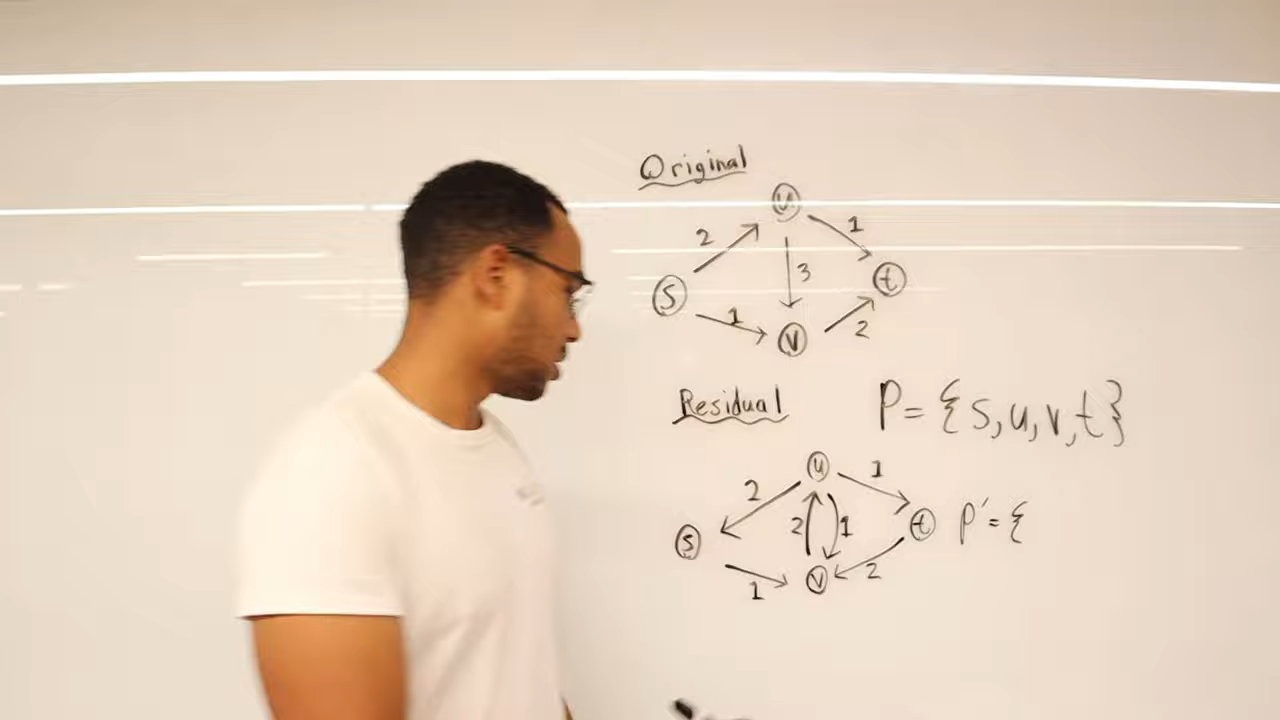 Original
u
2
1
3
s
t
1
v
2
Residual
P = { s, u, v, t }
u
1
2
2
1
s
t
P' = {
1
v
2